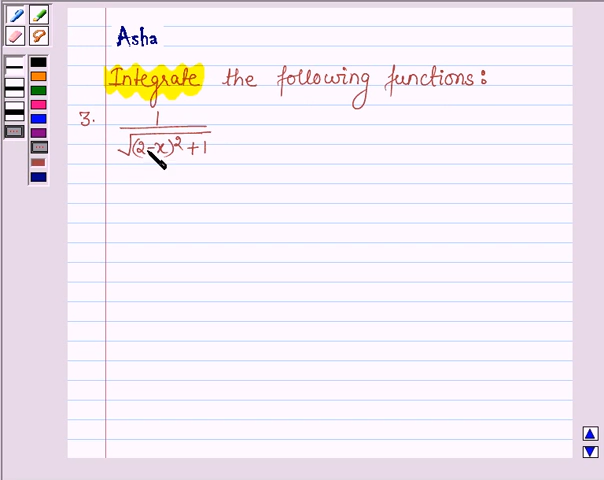 Asha
Integrate the following functions:
3. 1
√(2-x)² + 1